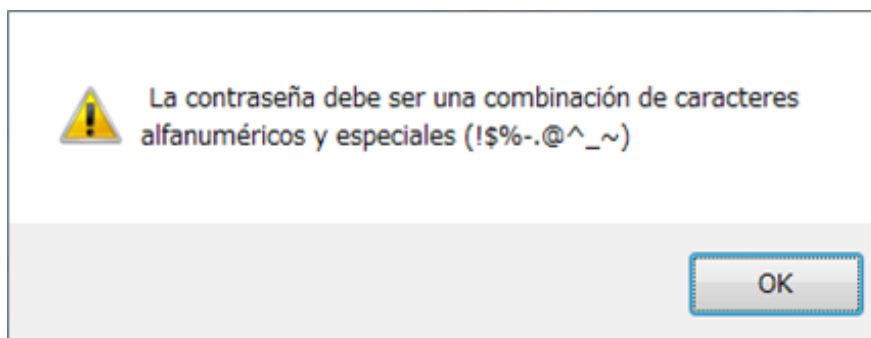 La contraseña debe ser una combinación de caracteres
alfanuméricos y especiales (!$%-.@^_~)
OK